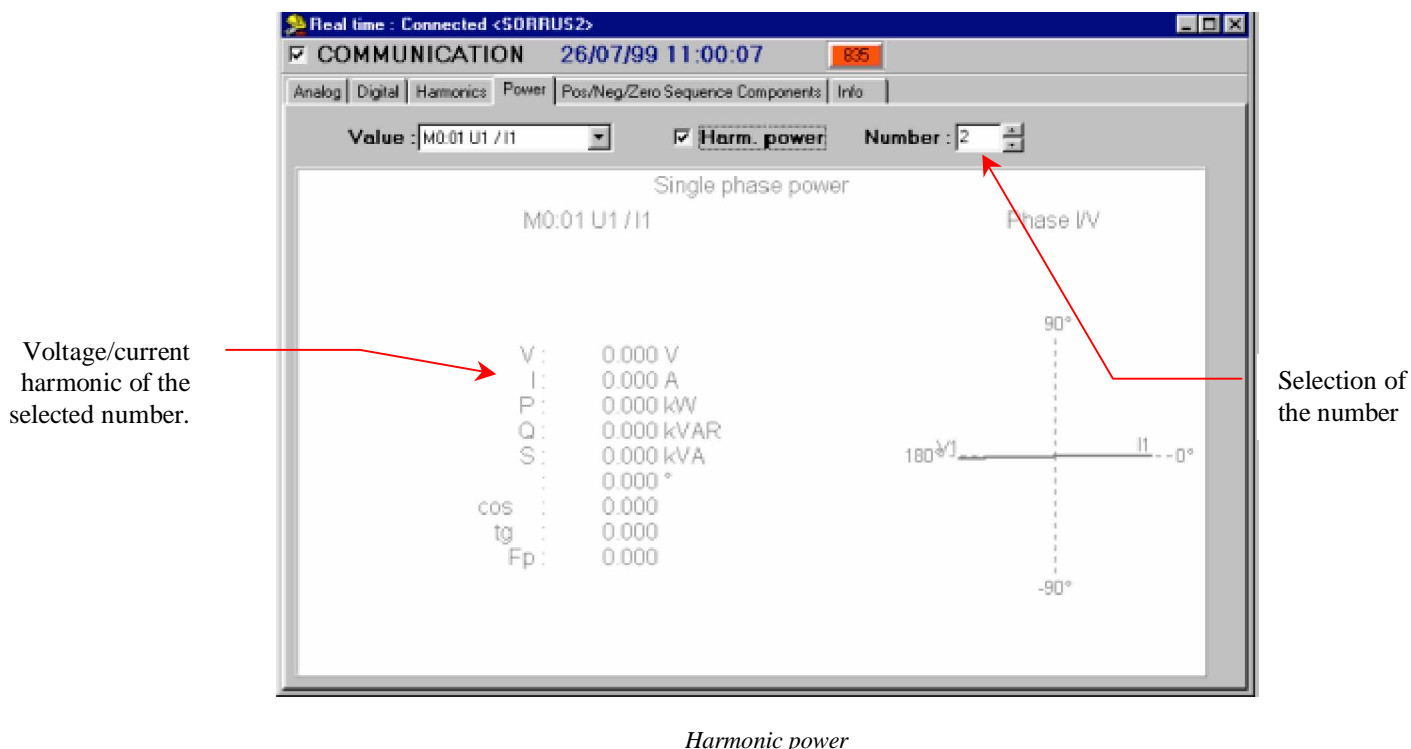 Real time : Connected <SORRUS2>
COMMUNICATION 26/07/99 11:00:07 835
Analog Digital Harmonics Power Pos/Neg/Zero Sequence Components Info
Value : M0:01 U1 / I1 Harm. power Number : 2
Single phase power
M0:01 U1 / I1 Phase I/V
90°
V : 0.000 V
I : 0.000 A
P : 0.000 kW
Q : 0.000 kVAR
S : 0.000 kVA
: 0.000 °
cos : 0.000
tg : 0.000
Fp : 0.000
180° V1 I1 0°
-90°
Voltage/current
harmonic of the
selected number.
Selection of
the number
Harmonic power